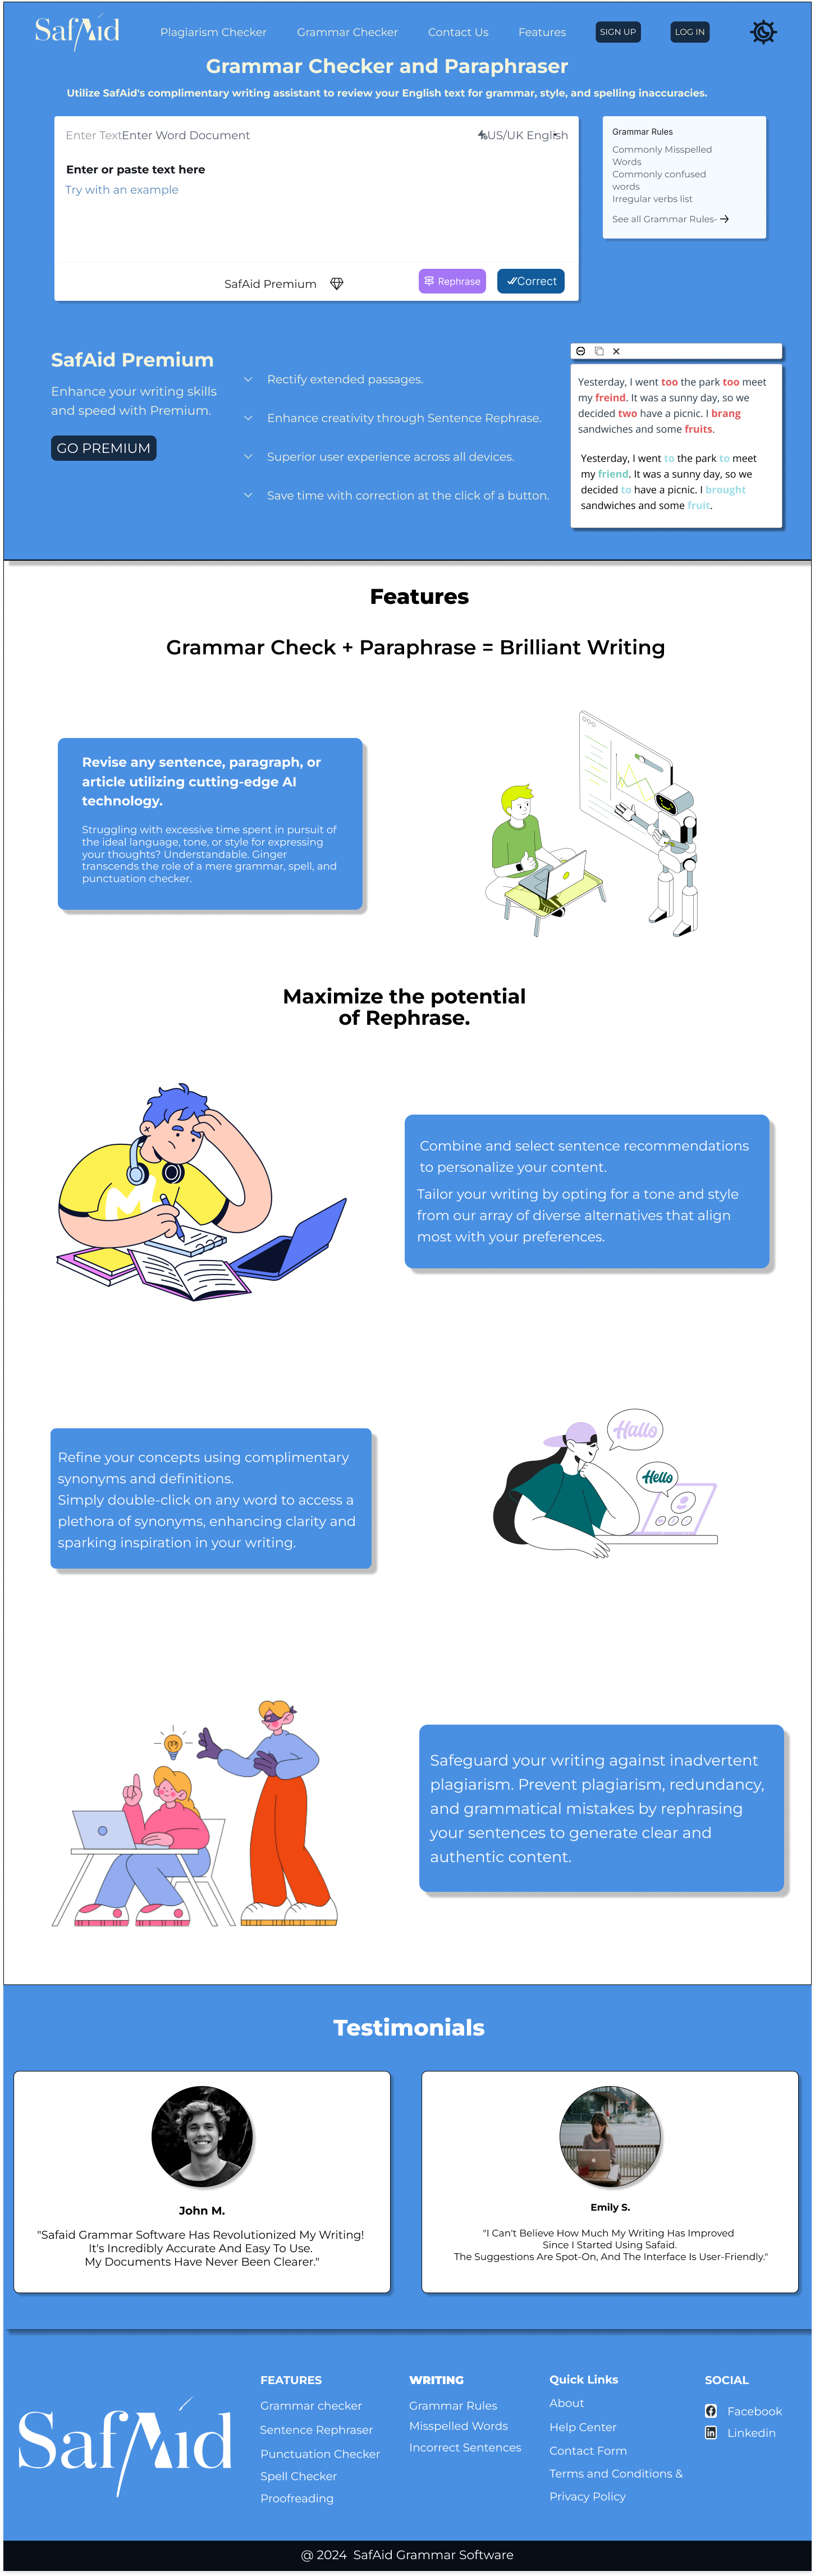 SafAid
Plagiarism Checker
Grammar Checker
Contact Us
Features
SIGN UP
LOG IN
Grammar Checker and Paraphraser
Utilize SafAid's complimentary writing assistant to review your English text for grammar, style, and spelling inaccuracies.
Enter Text
Enter Word Document
US/UK English
Enter or paste text here
Try with an example
SafAid Premium
Rephrase
Correct
Grammar Rules
Commonly Misspelled
Words
Commonly confused
words
Irregular verbs list
See all Grammar Rules-
SafAid Premium
Enhance your writing skills
and speed with Premium.
GO PREMIUM
Rectify extended passages.
Enhance creativity through Sentence Rephrase.
Superior user experience across all devices.
Save time with correction at the click of a button.
Yesterday, I went too the park too meet
my freind. It was a sunny day, so we
decided two have a picnic. I brang
sandwiches and some fruits.
Yesterday, I went to the park to meet
my friend. It was a sunny day, so we
decided to have a picnic. I brought
sandwiches and some fruit.
Features
Grammar Check + Paraphrase = Brilliant Writing
Revise any sentence, paragraph, or
article utilizing cutting-edge AI
technology.
Struggling with excessive time spent in pursuit of
the ideal language, tone, or style for expressing
your thoughts? Understandable. Ginger
transcends the role of a mere grammar, spell, and
punctuation checker.
Maximize the potential
of Rephrase.
M
Combine and select sentence recommendations
to personalize your content.
Tailor your writing by opting for a tone and style
from our array of diverse alternatives that align
most with your preferences.
Refine your concepts using complimentary
synonyms and definitions.
Simply double-click on any word to access a
plethora of synonyms, enhancing clarity and
sparking inspiration in your writing.
Hallo
Hello
Safeguard your writing against inadvertent
plagiarism. Prevent plagiarism, redundancy,
and grammatical mistakes by rephrasing
your sentences to generate clear and
authentic content.
Testimonials
John M.
"Safaid Grammar Software Has Revolutionized My Writing!
It's Incredibly Accurate And Easy To Use.
My Documents Have Never Been Clearer."
Emily S.
"I Can't Believe How Much My Writing Has Improved
Since I Started Using Safaid.
The Suggestions Are Spot-On, And The Interface Is User-Friendly."
SafAid
FEATURES
Grammar checker
Sentence Rephraser
Punctuation Checker
Spell Checker
Proofreading
WRITING
Grammar Rules
Misspelled Words
Incorrect Sentences
Quick Links
About
Help Center
Contact Form
Terms and Conditions &
Privacy Policy
SOCIAL
Facebook
Linkedin
@ 2024 SafAid Grammar Software